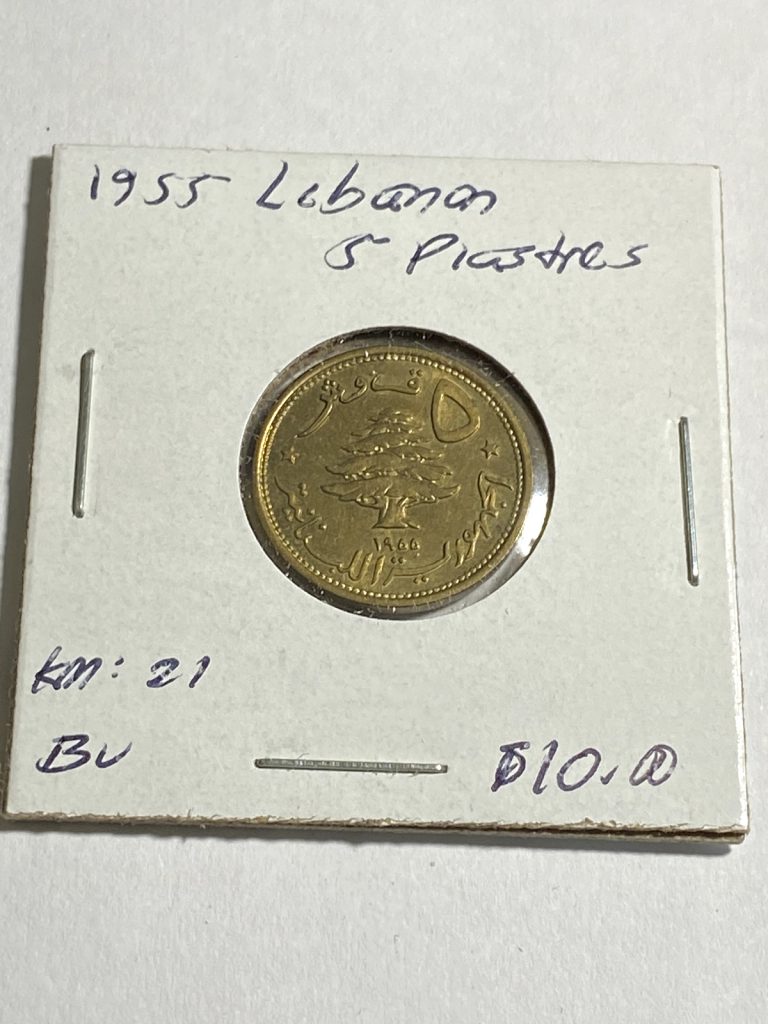 1955 Lebanon
5 Piastres
٥ قروش
١٩٥٥
الجمهورية اللبنانية
KM: 21
BU
$10.00